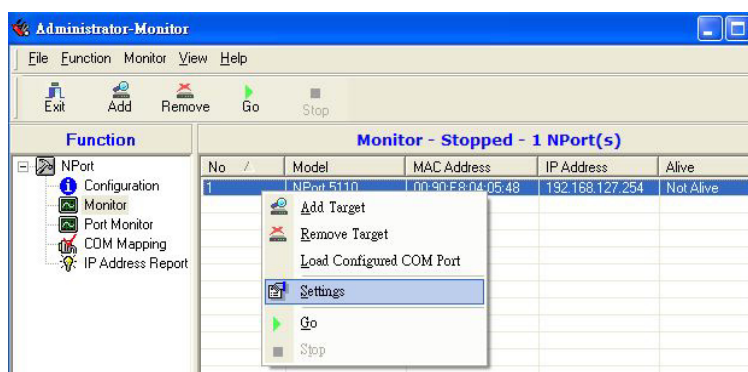 Administrator-Monitor
File Function Monitor View Help
Exit Add Remove Go Stop
Function
Monitor - Stopped - 1 NPort(s)
NPort
Configuration
Monitor
Port Monitor
COM Mapping
IP Address Report
No Model MAC Address IP Address Alive
1 NPort 5110 00:90:E8:04:05:48 192.168.127.254 Not Alive
Add Target
Remove Target
Load Configured COM Port
Settings
Go
Stop